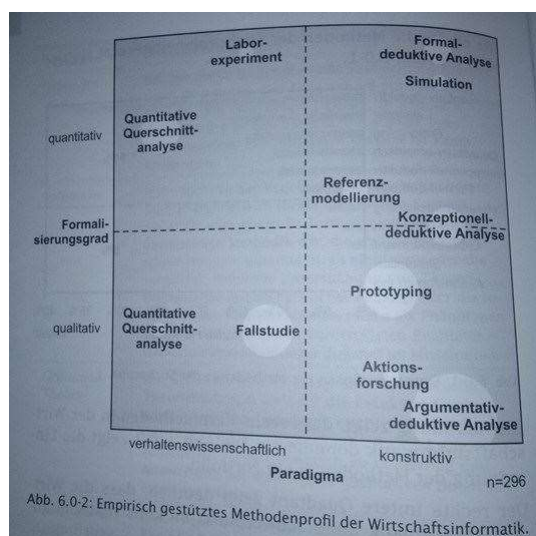 Labor-
experiment
Formal-
deduktive Analyse
Simulation
quantitativ
Quantitative
Querschnitt-
analyse
Referenz-
modellierung
Formali-
sierungsgrad
Konzeptionell-
deduktive Analyse
Prototyping
qualitativ
Quantitative
Querschnitt-
analyse
Fallstudie
Aktions-
forschung
Argumentativ-
deduktive Analyse
verhaltenswissenschaftlich
konstruktiv
Paradigma
n=296
Abb. 6.0-2: Empirisch gestütztes Methodenprofil der Wirtschaftsinformatik.